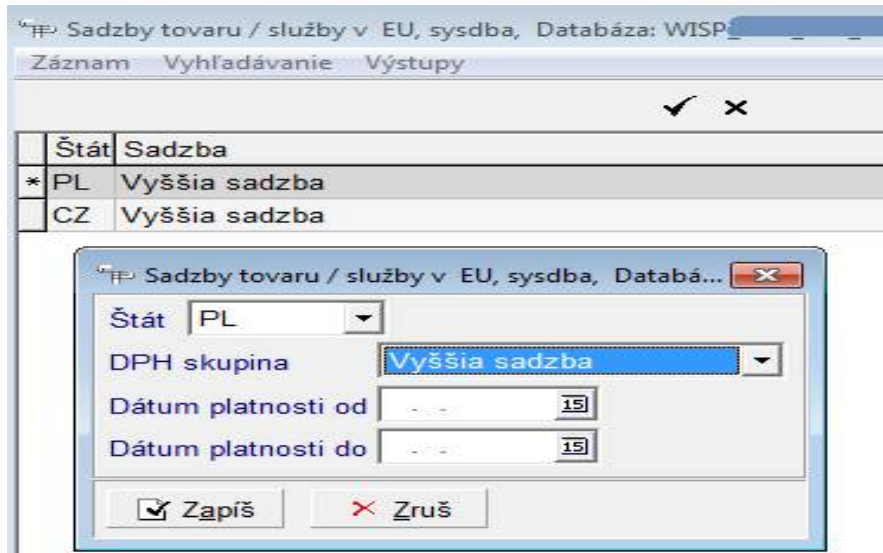 Sadzby tovaru / služby v EU, sysdba, Databáza: WISP
Záznam Vyhľadávanie Výstupy
Štát Sadzba
* PL Vyššia sadzba
CZ Vyššia sadzba
Sadzby tovaru / služby v EU, sysdba, Databá...
Štát PL
DPH skupina Vyššia sadzba
Dátum platnosti od . . 15
Dátum platnosti do . . 15
Zapíš Zruš